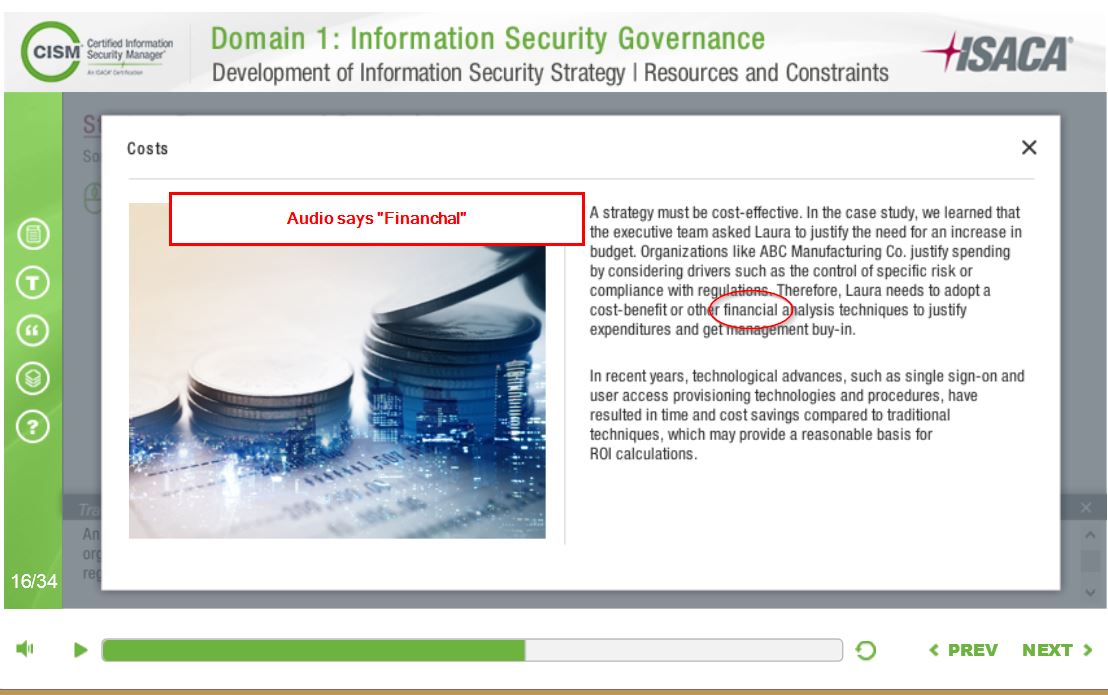 CISM
Certified Information
Security Manager
An ISACA Certification
Domain 1: Information Security Governance
Development of Information Security Strategy | Resources and Constraints
ISACA
Costs
Audio says "Financhal"
A strategy must be cost-effective. In the case study, we learned that
the executive team asked Laura to justify the need for an increase in
budget. Organizations like ABC Manufacturing Co. justify spending
by considering drivers such as the control of specific risk or
compliance with regulations. Therefore, Laura needs to adopt a
cost-benefit or other financial analysis techniques to justify
expenditures and get management buy-in.
In recent years, technological advances, such as single sign-on and
user access provisioning technologies and procedures, have
resulted in time and cost savings compared to traditional
techniques, which may provide a reasonable basis for
ROI calculations.
T
?
16/34
PREV
NEXT